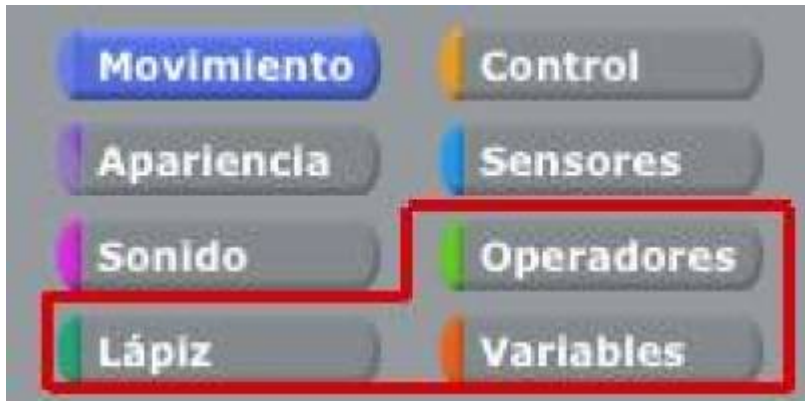 Movimiento
Control
Apariencia
Sensores
Sonido
Operadores
Lápiz
Variables